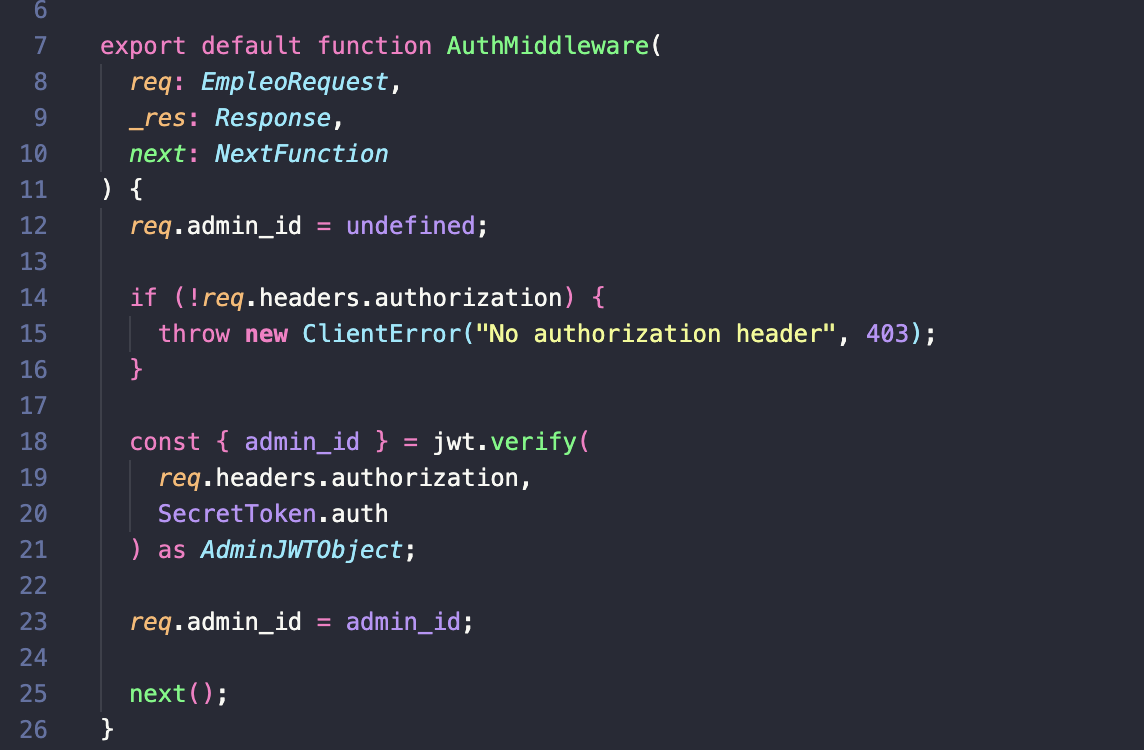 6
7 export default function AuthMiddleware(
8 req: EmpleoRequest,
9 _res: Response,
10 next: NextFunction
11 ) {
12 req.admin_id = undefined;
13
14 if (!req.headers.authorization) {
15 throw new ClientError("No authorization header", 403);
16 }
17
18 const { admin_id } = jwt.verify(
19 req.headers.authorization,
20 SecretToken.auth
21 ) as AdminJWTObject;
22
23 req.admin_id = admin_id;
24
25 next();
26 }